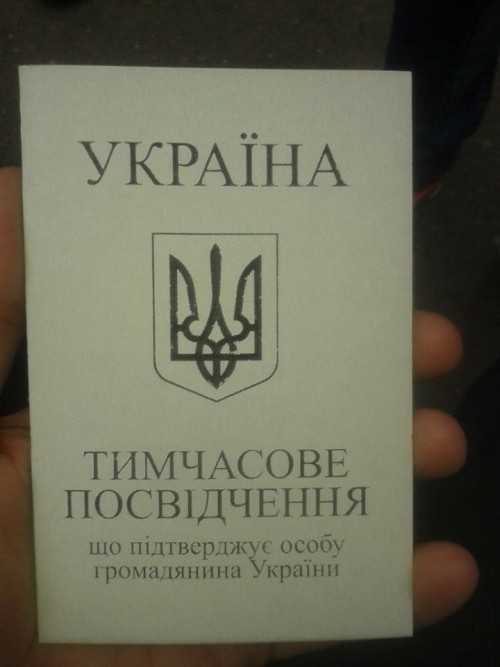 УКРАЇНА
ТИМЧАСОВЕ
ПОСВІДЧЕННЯ
що підтверджує особу
громадянина України